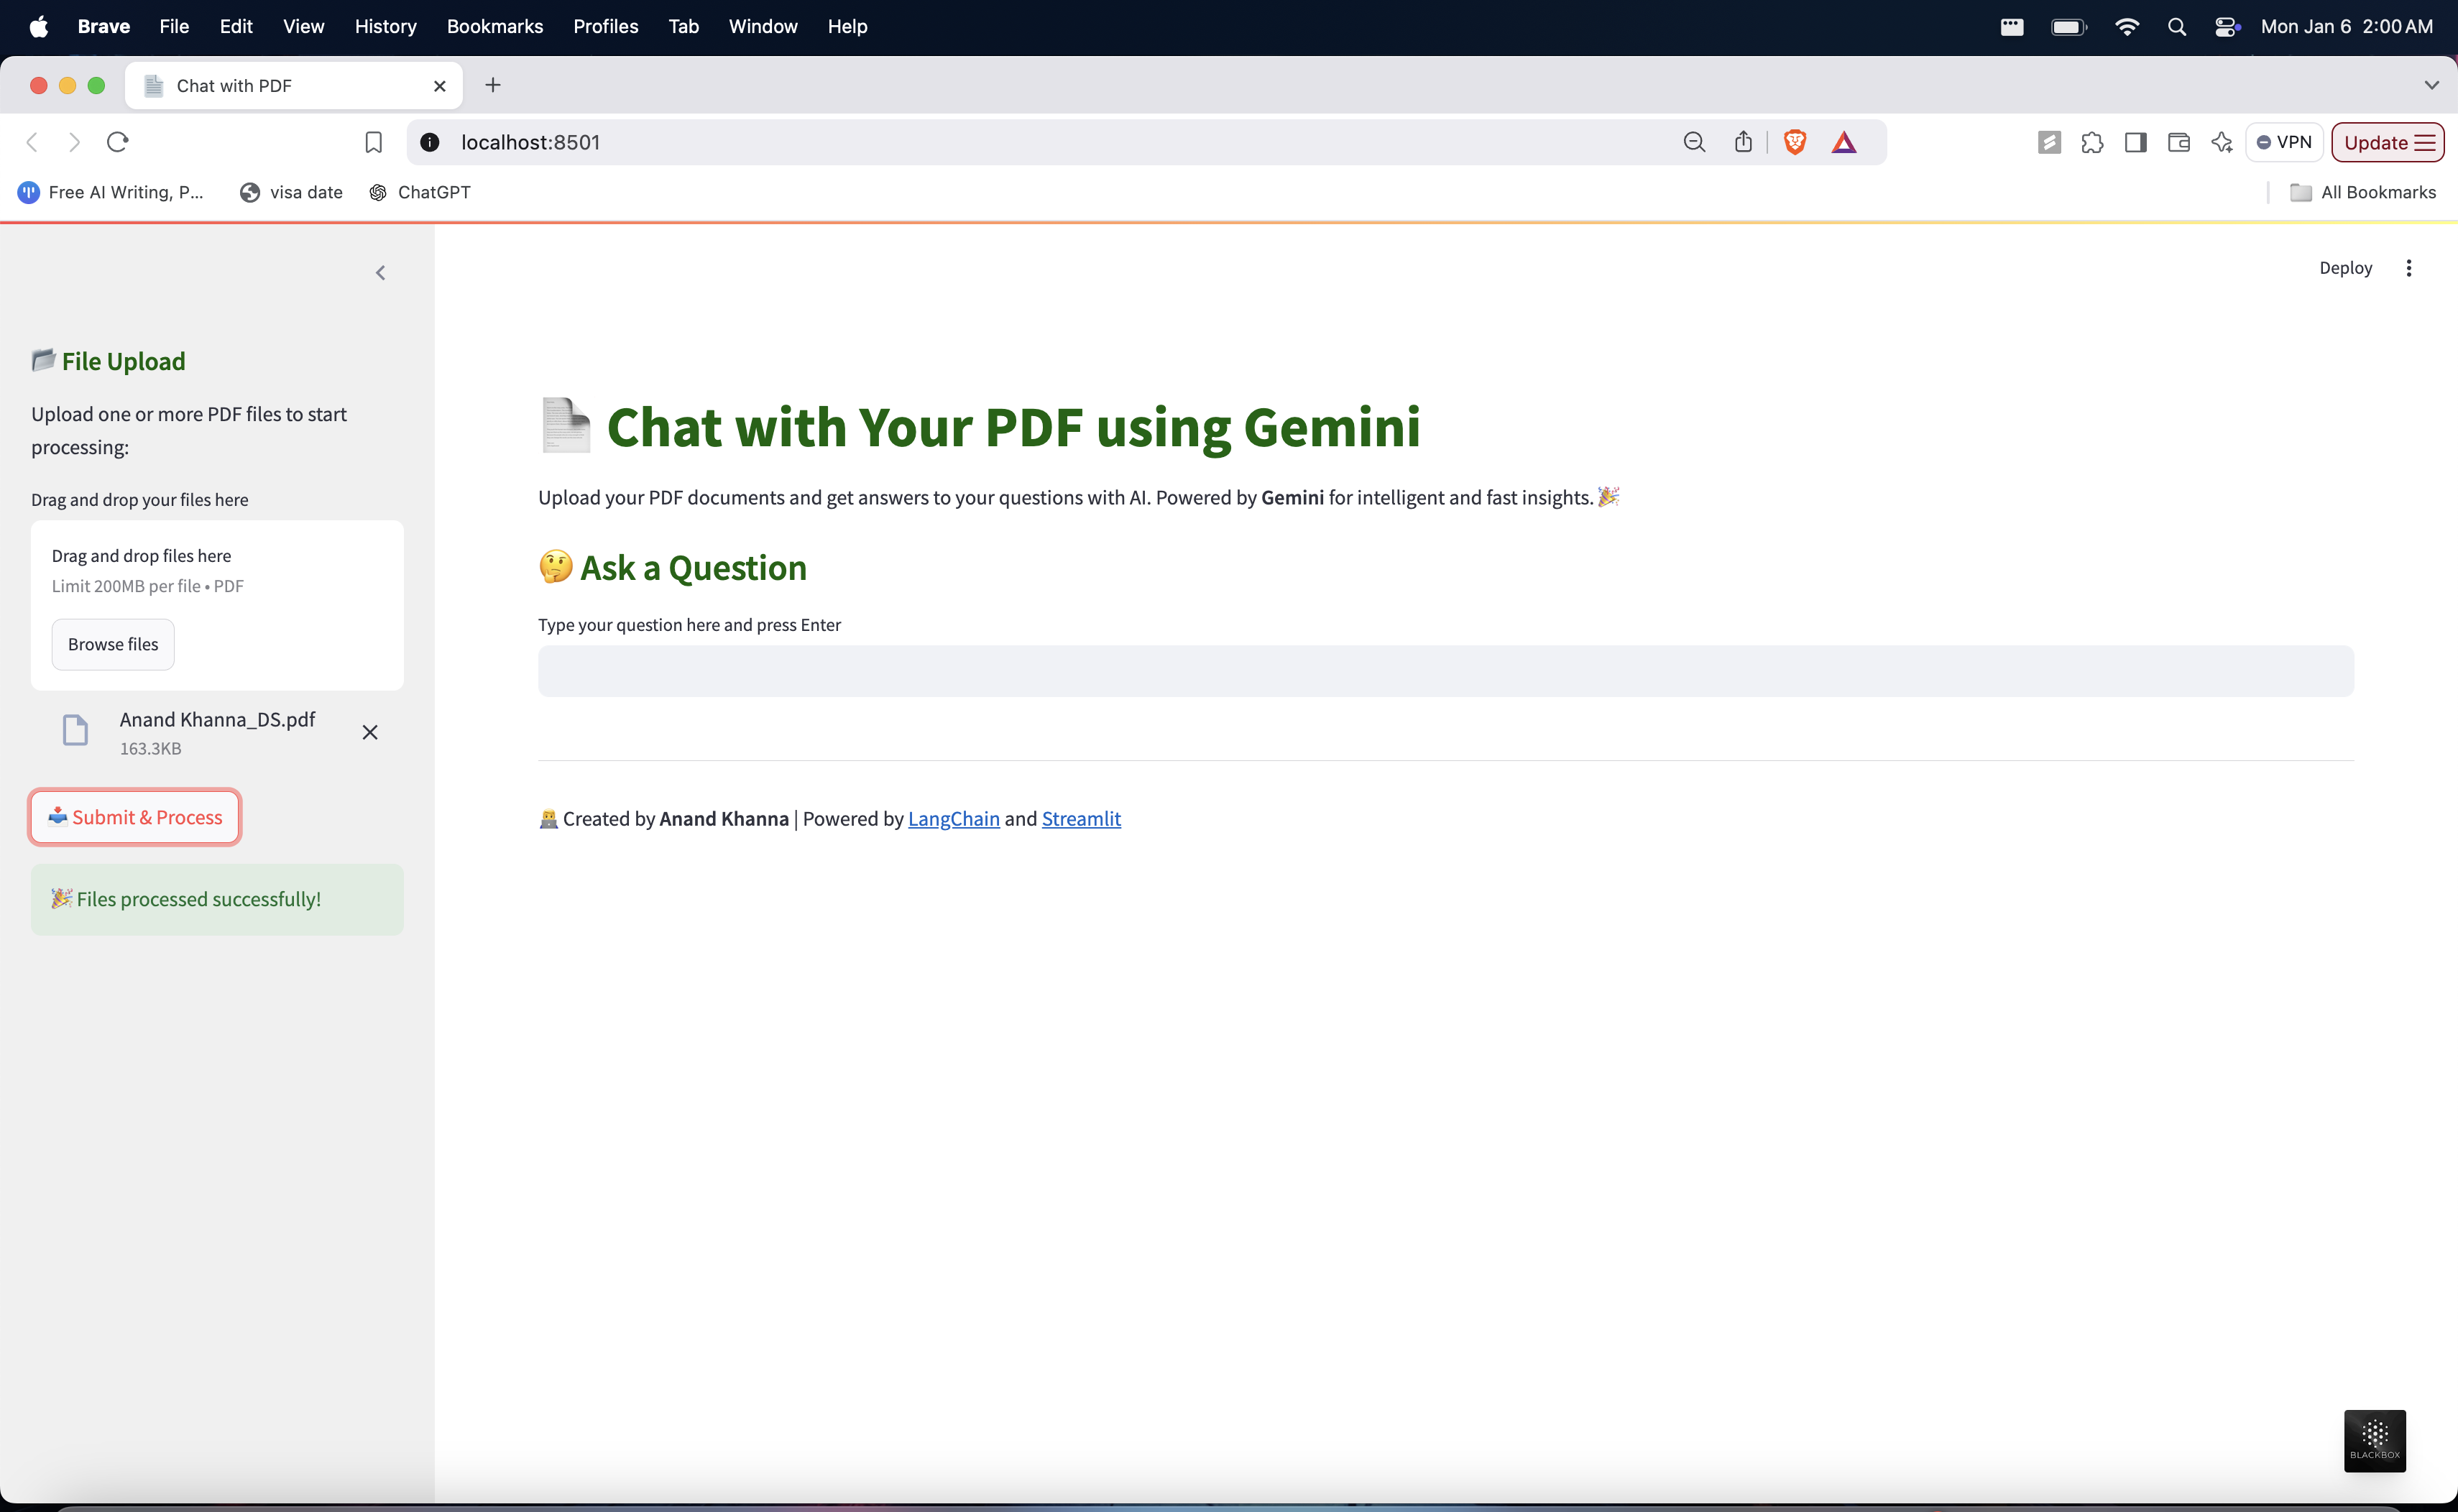 Brave File Edit View History Bookmarks Profiles Tab Window Help Mon Jan 6 2:00 AM
Chat with PDF
localhost:8501 VPN Update
Free AI Writing, P... visa date ChatGPT All Bookmarks
Deploy
📁 File Upload
Upload one or more PDF files to start
processing:
Drag and drop your files here
Drag and drop files here
Limit 200MB per file • PDF
Browse files
Anand Khanna_DS.pdf
163.3KB
📥 Submit & Process
🎉 Files processed successfully!
📄 Chat with Your PDF using Gemini
Upload your PDF documents and get answers to your questions with AI. Powered by Gemini for intelligent and fast insights. 🎉
🤔 Ask a Question
Type your question here and press Enter
👨‍💻 Created by Anand Khanna | Powered by LangChain and Streamlit
BLACKBOX